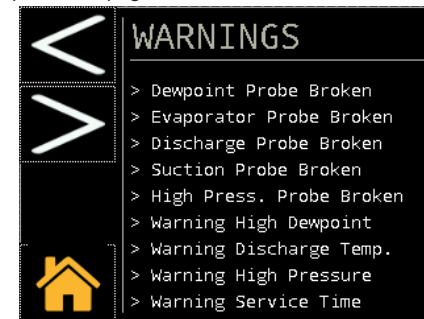 WARNINGS
> Dewpoint Probe Broken
> Evaporator Probe Broken
> Discharge Probe Broken
> Suction Probe Broken
> High Press. Probe Broken
> Warning High Dewpoint
> Warning Discharge Temp.
> Warning High Pressure
> Warning Service Time